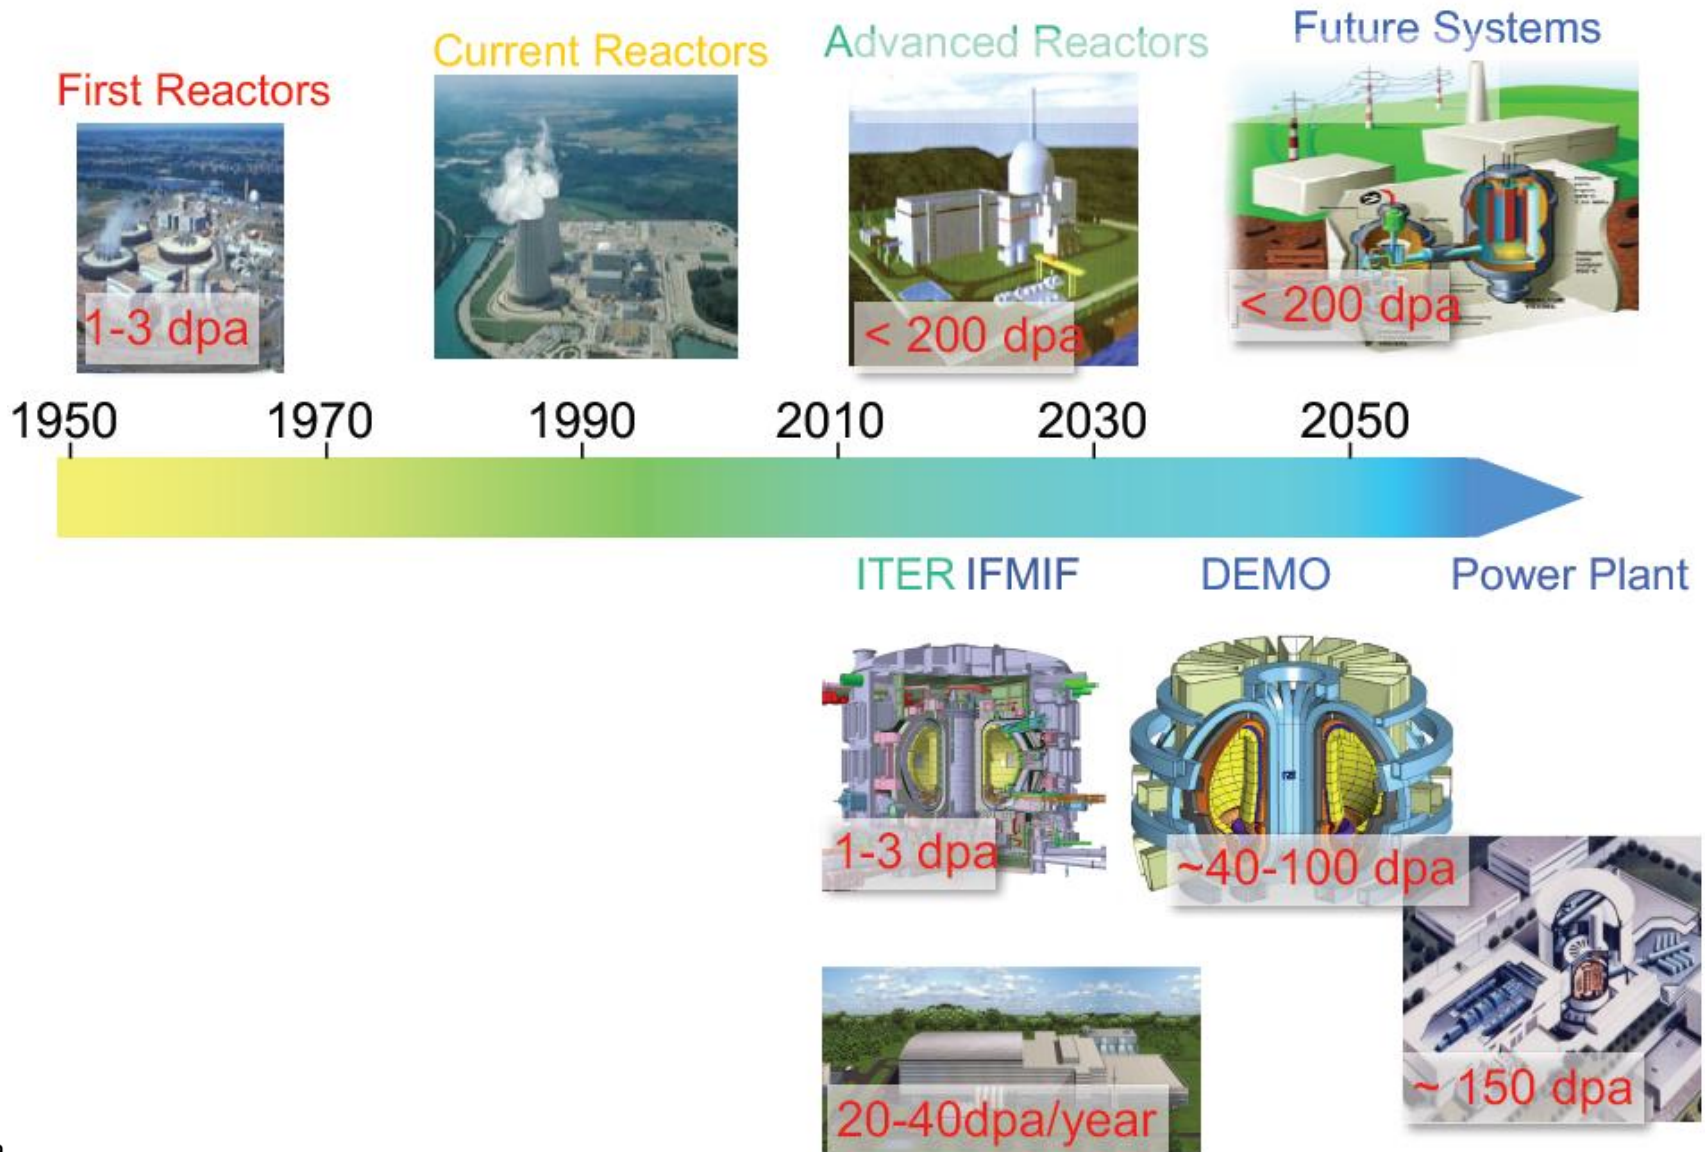 First Reactors
Current Reactors
Advanced Reactors
Future Systems
1-3 dpa
< 200 dpa
< 200 dpa
1950 1970 1990 2010 2030 2050
ITER IFMIF DEMO Power Plant
1-3 dpa
~40-100 dpa
~ 150 dpa
20-40dpa/year